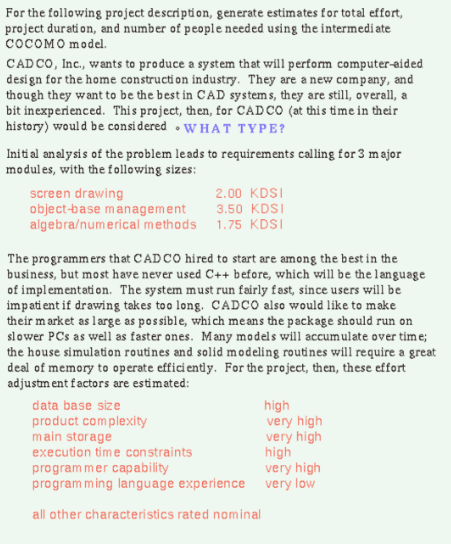 For the following project description, generate estimates for total effort,
project duration, and number of people needed using the intermediate
COCOMO model.
CADCO, Inc., wants to produce a system that will perform computer-aided
design for the home construction industry. They are a new company, and
though they want to be the best in CAD systems, they are still, overall, a
bit inexperienced. This project, then, for CADCO (at this time in their
history) would be considered ∘ WHAT TYPE?
Initial analysis of the problem leads to requirements calling for 3 major
modules, with the following sizes:
screen drawing 2.00 KDSI
object-base management 3.50 KDSI
algebra/numerical methods 1.75 KDSI
The programmers that CADCO hired to start are among the best in the
business, but most have never used C++ before, which will be the language
of implementation. The system must run fairly fast, since users will be
impatient if drawing takes too long. CADCO also would like to make
their market as large as possible, which means the package should run on
slower PCs as well as faster ones. Many models will accumulate over time;
the house simulation routines and solid modeling routines will require a great
deal of memory to operate efficiently. For the project, then, these effort
adjustment factors are estimated:
data base size high
product complexity very high
main storage very high
execution time constraints high
programmer capability very high
programming language experience very low
all other characteristics rated nominal